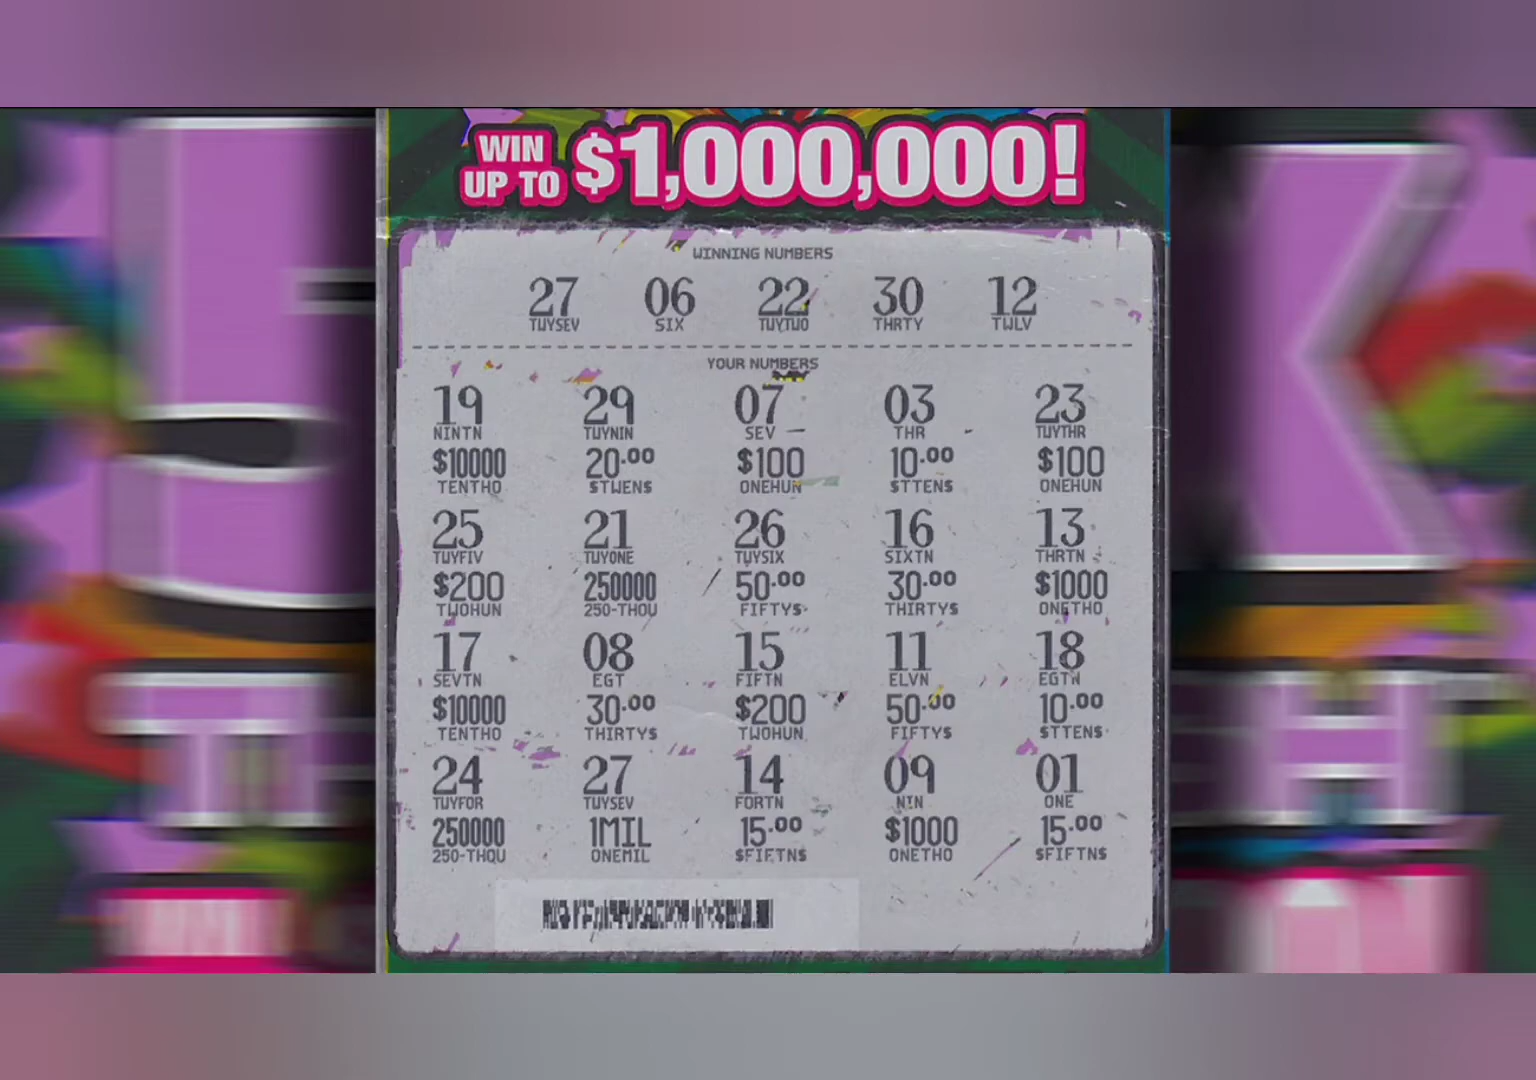 WIN
UP TO $1,000,000!
WINNING NUMBERS
27 06 22 30 12
TWYSEV SIX TWYTWO THRTY TWLV
YOUR NUMBERS
19 29 07 03 23
NINTN TWYNIN SEV THR TWYTHR
$10000 20.00 $100 10.00 $100
TENTHO $TWEN$ ONEHUN $TTEN$ ONEHUN
25 21 26 16 13
TWYFIV TWYONE TWYSIX SIXTN THRTN
$200 250000 50.00 30.00 $1000
TWOHUN 250-THOU FIFTY$ THIRTY$ ONETHO
17 08 15 11 18
SEVTN EGT FIFTN ELVN EGTN
$10000 30.00 $200 50.00 10.00
TENTHO THIRTY$ TWOHUN FIFTY$ $TTEN$
24 27 14 09 01
TWYFOR TWYSEV FORTN NIN ONE
250000 1MIL 15.00 $1000 15.00
250-THOU ONEMIL $FIFTN$ ONETHO $FIFTN$